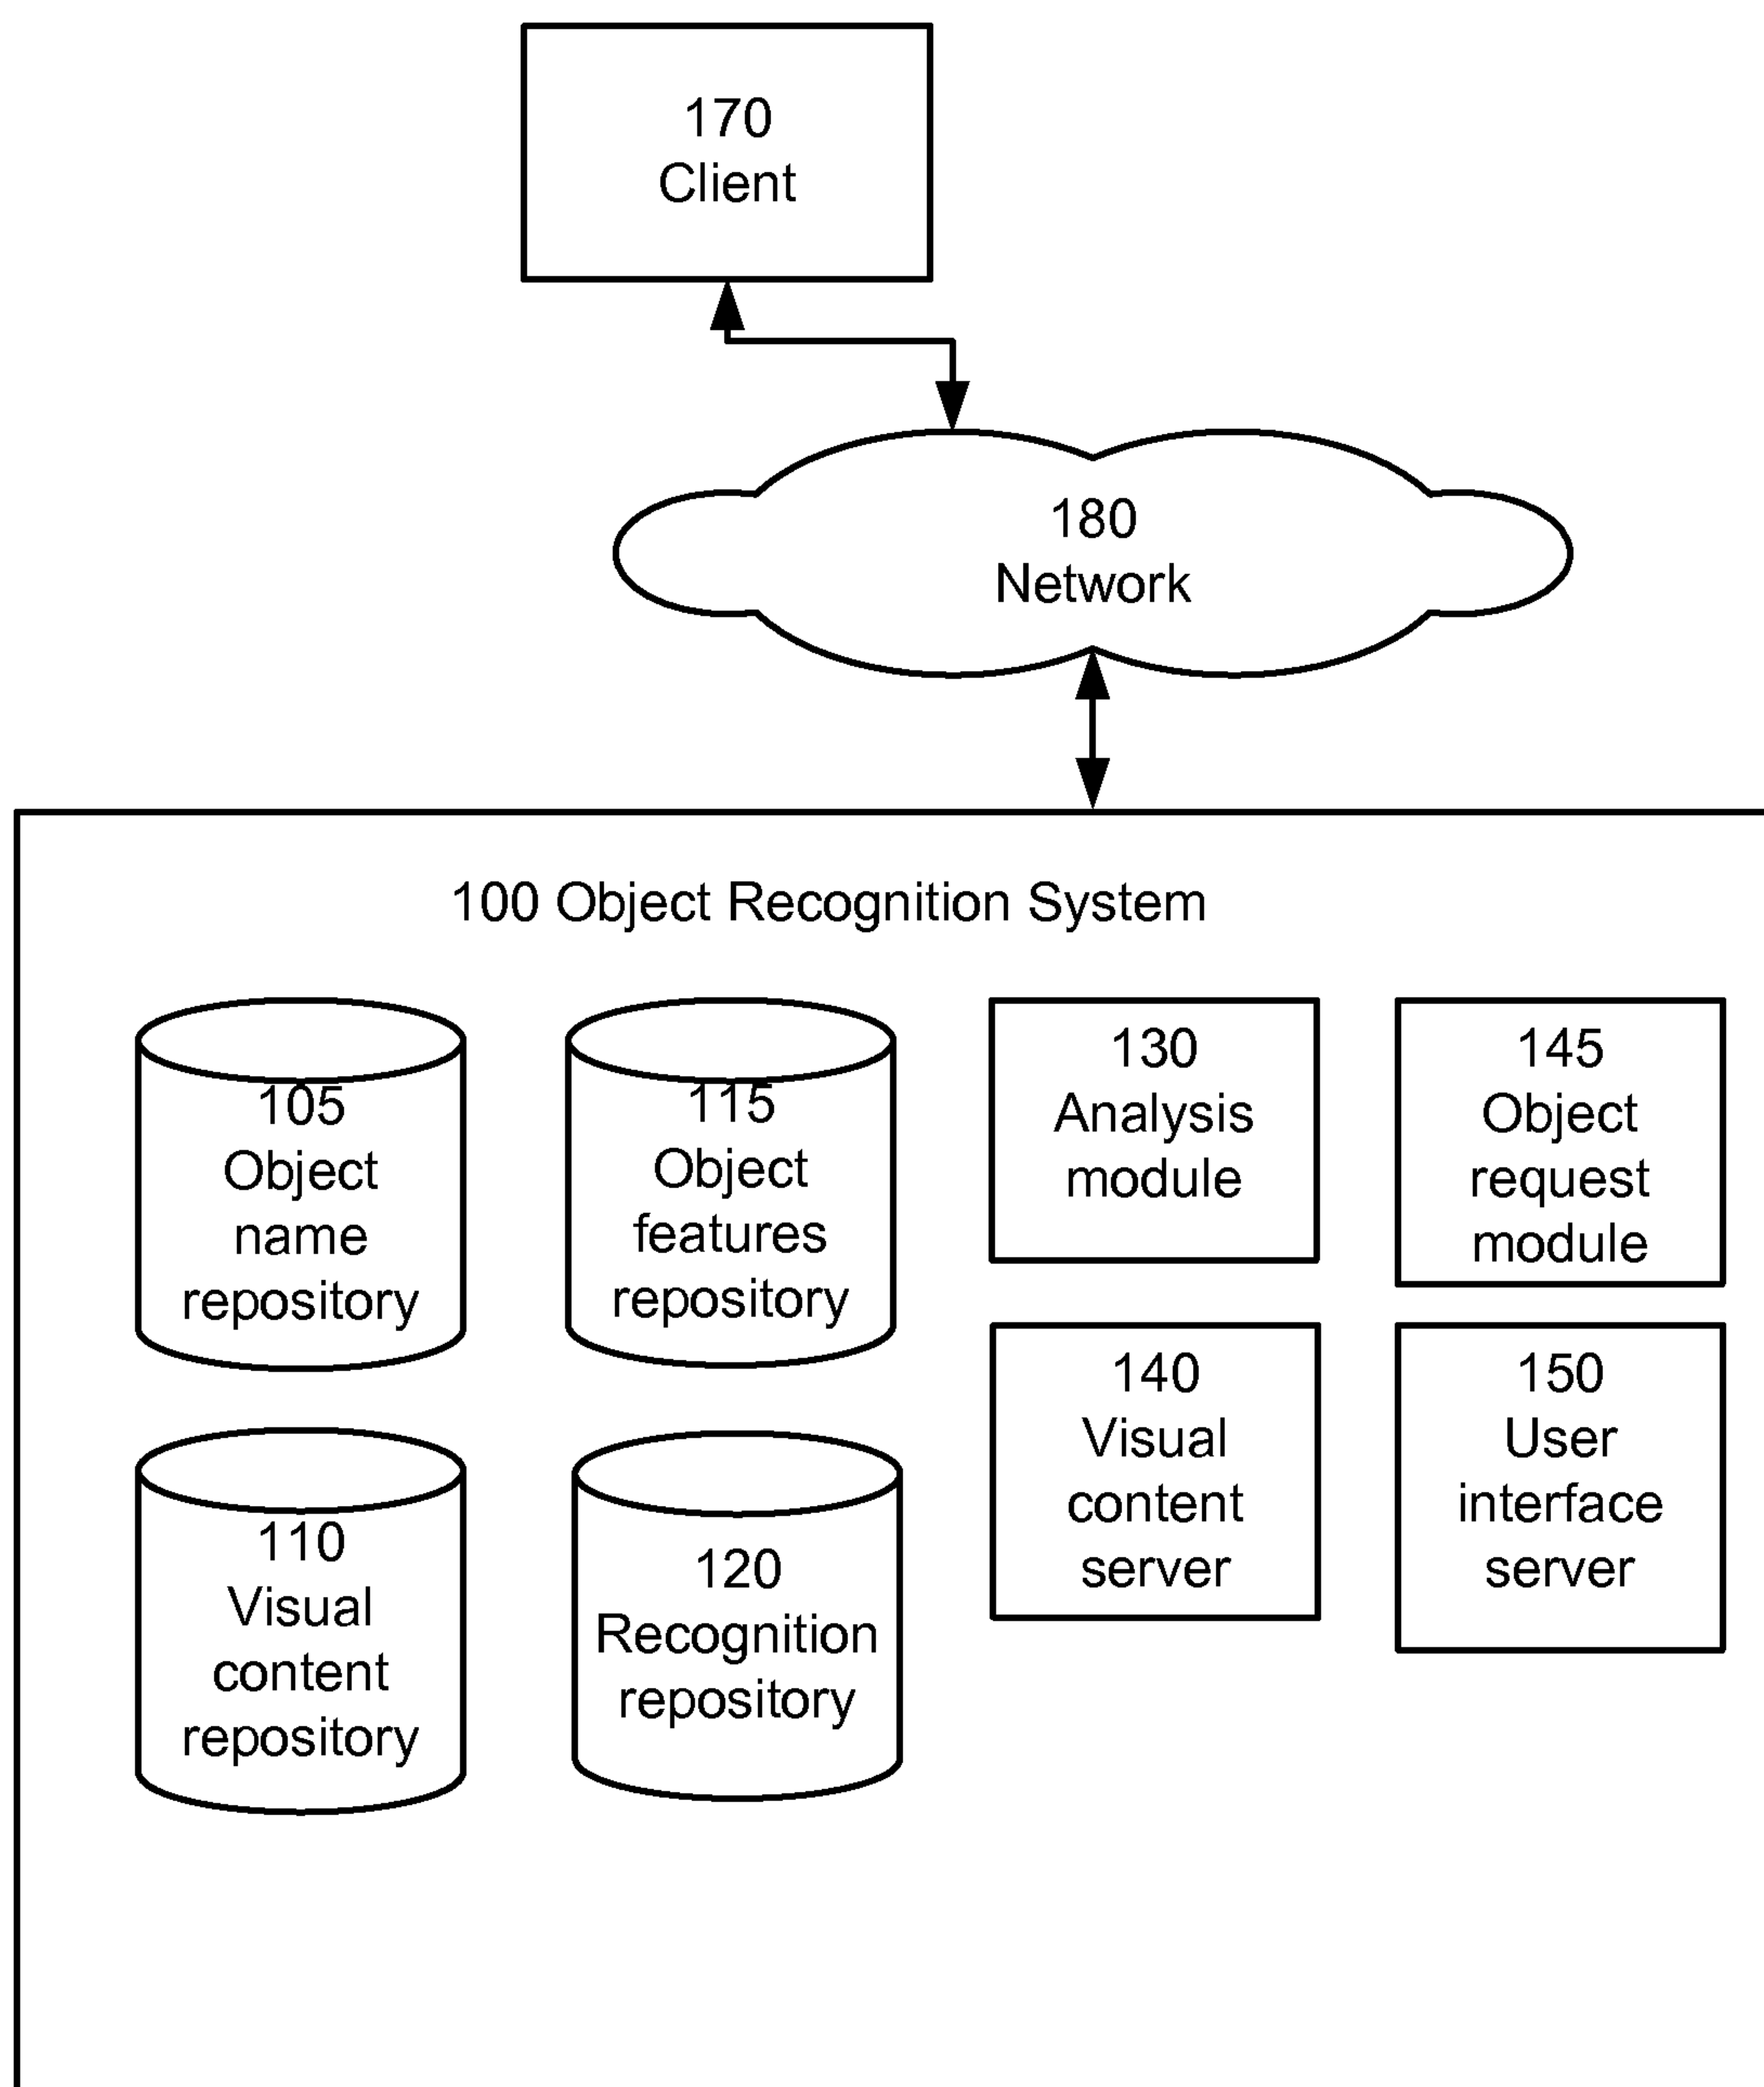 170
Client
180
Network
100 Object Recognition System
105
Object
name
repository
115
Object
features
repository
130
Analysis
module
145
Object
request
module
110
Visual
content
repository
120
Recognition
repository
140
Visual
content
server
150
User
interface
server